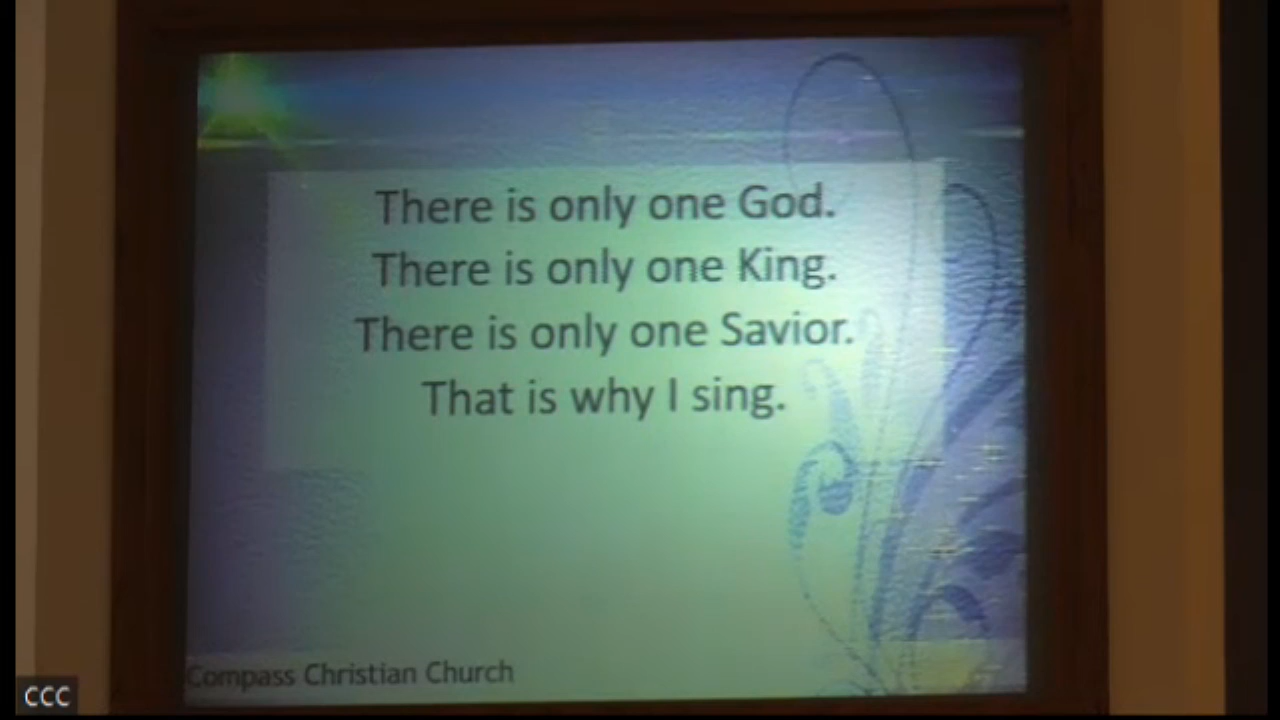 There is only one God.
There is only one King.
There is only one Savior.
That is why I sing.
Compass Christian Church
CCC